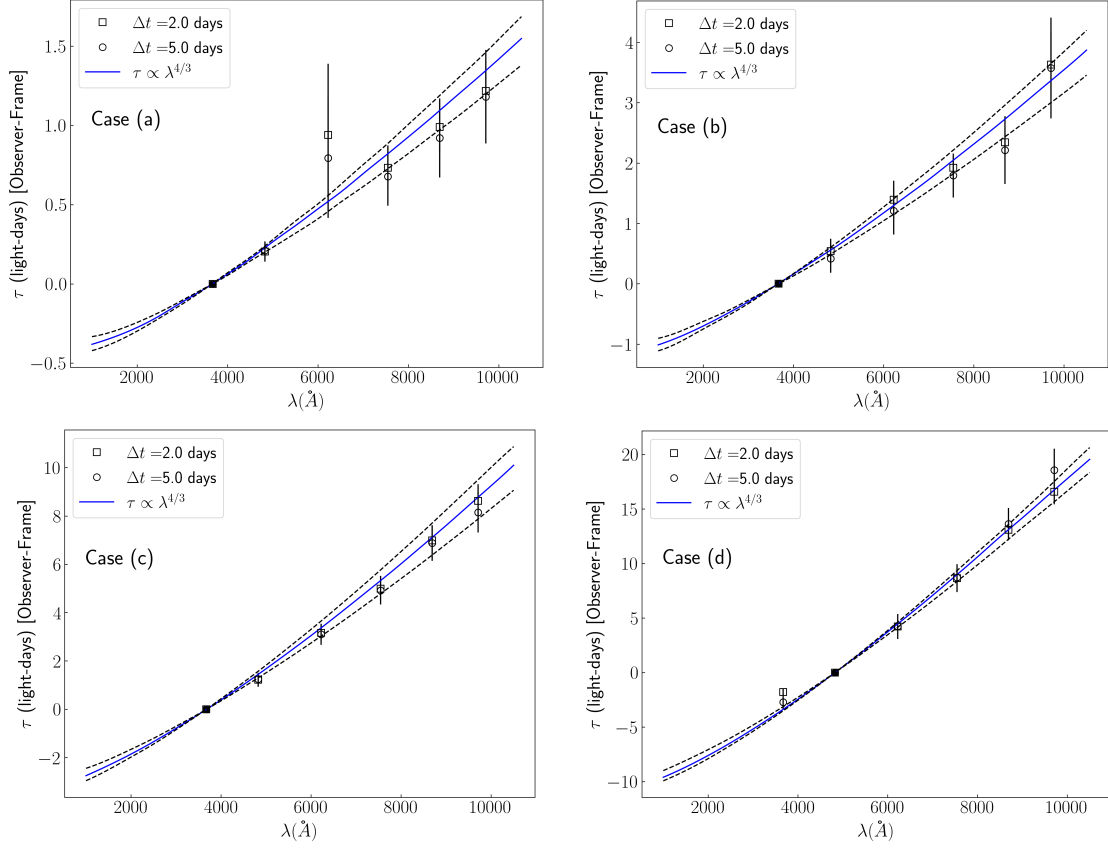 Δt =2.0 days
Δt =5.0 days
τ ∝ λ^{4/3}
Case (a)
1.5
1.0
0.5
0.0
−0.5
2000 4000 6000 8000 10000
λ(Å)
τ (light-days) [Observer-Frame]
Δt =2.0 days
Δt =5.0 days
τ ∝ λ^{4/3}
Case (b)
4
3
2
1
0
−1
2000 4000 6000 8000 10000
λ(Å)
τ (light-days) [Observer-Frame]
Δt =2.0 days
Δt =5.0 days
τ ∝ λ^{4/3}
Case (c)
10
8
6
4
2
0
−2
2000 4000 6000 8000 10000
λ(Å)
τ (light-days) [Observer-Frame]
Δt =2.0 days
Δt =5.0 days
τ ∝ λ^{4/3}
Case (d)
20
15
10
5
0
−5
−10
2000 4000 6000 8000 10000
λ(Å)
τ (light-days) [Observer-Frame]